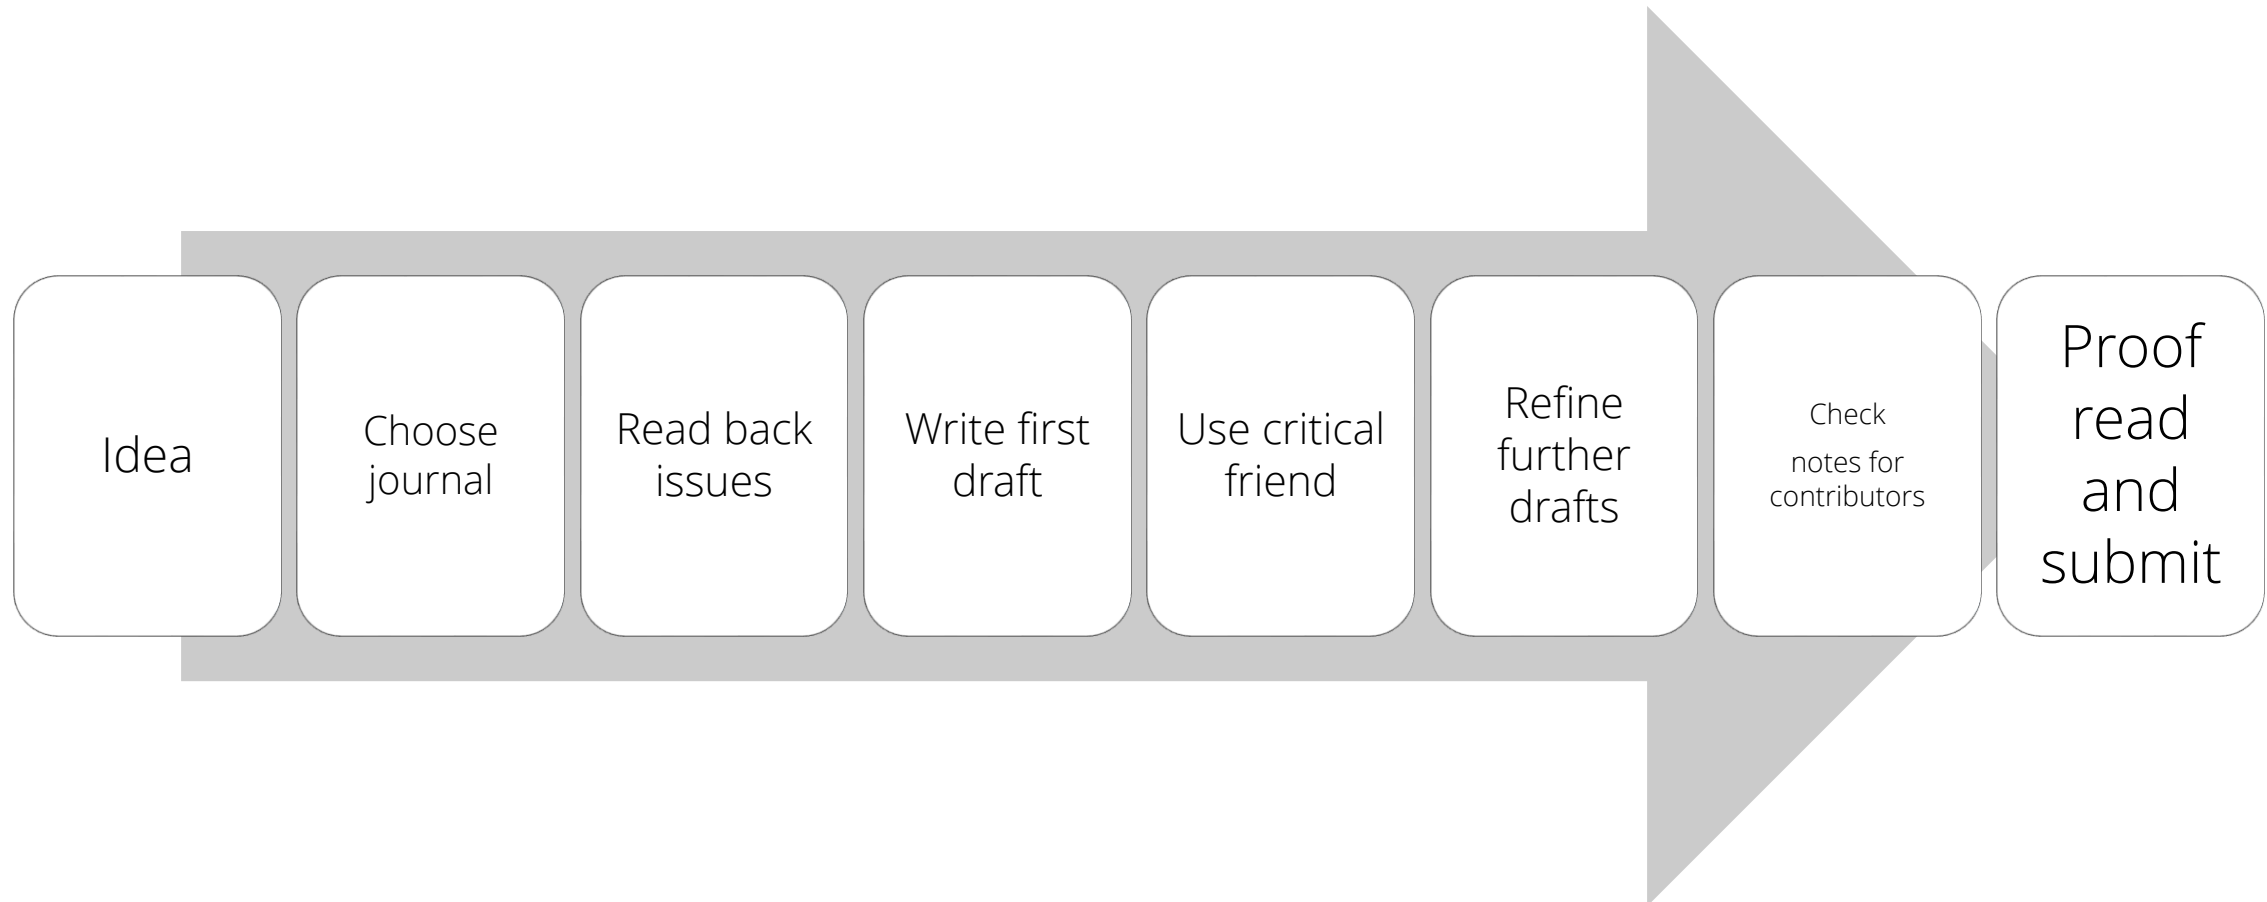 Idea
Choose
journal
Read back
issues
Write first
draft
Use critical
friend
Refine
further
drafts
Check
notes for
contributors
Proof
read
and
submit